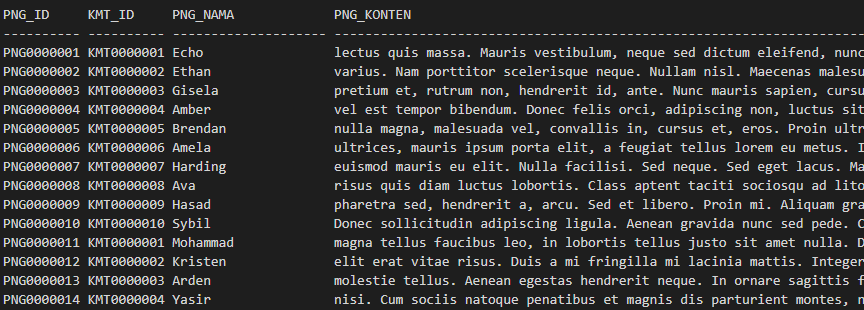 PNG_ID     KMT_ID     PNG_NAMA             PNG_KONTEN
---------- ---------- -------------------- --------------------------------------------------------------------
PNG0000001 KMT0000001 Echo                 lectus quis massa. Mauris vestibulum, neque sed dictum eleifend, nunc
PNG0000002 KMT0000002 Ethan                varius. Nam porttitor scelerisque neque. Nullam nisl. Maecenas malesu
PNG0000003 KMT0000003 Gisela               pretium et, rutrum non, hendrerit id, ante. Nunc mauris sapien, cursu
PNG0000004 KMT0000004 Amber                vel est tempor bibendum. Donec felis orci, adipiscing non, luctus sit
PNG0000005 KMT0000005 Brendan              nulla magna, malesuada vel, convallis in, cursus et, eros. Proin ultr
PNG0000006 KMT0000006 Amela                ultrices, mauris ipsum porta elit, a feugiat tellus lorem eu metus. I
PNG0000007 KMT0000007 Harding              euismod mauris eu elit. Nulla facilisi. Sed neque. Sed eget lacus. Ma
PNG0000008 KMT0000008 Ava                  risus quis diam luctus lobortis. Class aptent taciti sociosqu ad lito
PNG0000009 KMT0000009 Hasad                pharetra sed, hendrerit a, arcu. Sed et libero. Proin mi. Aliquam gra
PNG0000010 KMT0000010 Sybil                Donec sollicitudin adipiscing ligula. Aenean gravida nunc sed pede. C
PNG0000011 KMT0000001 Mohammad             magna tellus faucibus leo, in lobortis tellus justo sit amet nulla. D
PNG0000012 KMT0000002 Kristen              elit erat vitae risus. Duis a mi fringilla mi lacinia mattis. Integer
PNG0000013 KMT0000003 Arden                molestie tellus. Aenean egestas hendrerit neque. In ornare sagittis f
PNG0000014 KMT0000004 Yasir                nisi. Cum sociis natoque penatibus et magnis dis parturient montes, n